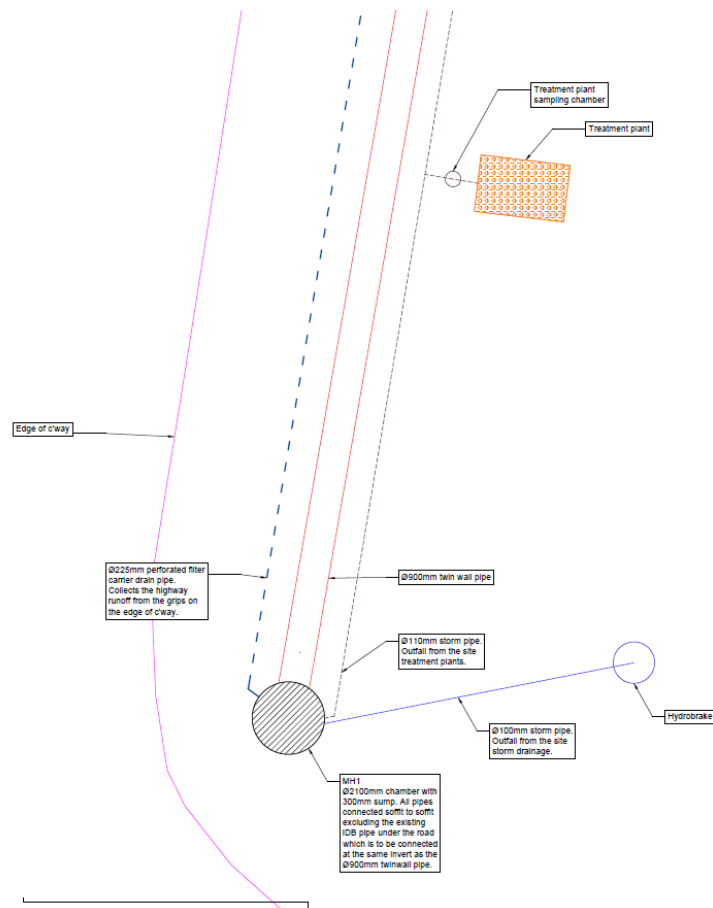 Treatment plant
sampling chamber
Treatment plant
Edge of c'way
Ø225mm perforated filter
carrier drain pipe.
Collects the highway
runoff from the grips on
the edge of c'way.
Ø900mm twin wall pipe
Ø110mm storm pipe.
Outfall from the site
treatment plants.
Hydrobrake
Ø100mm storm pipe.
Outfall from the site
storm drainage.
MH1
Ø2100mm chamber with
300mm sump. All pipes
connected soffit to soffit
excluding the existing
IDB pipe under the road
which is to be connected
at the same invert as the
Ø900mm twinwall pipe.